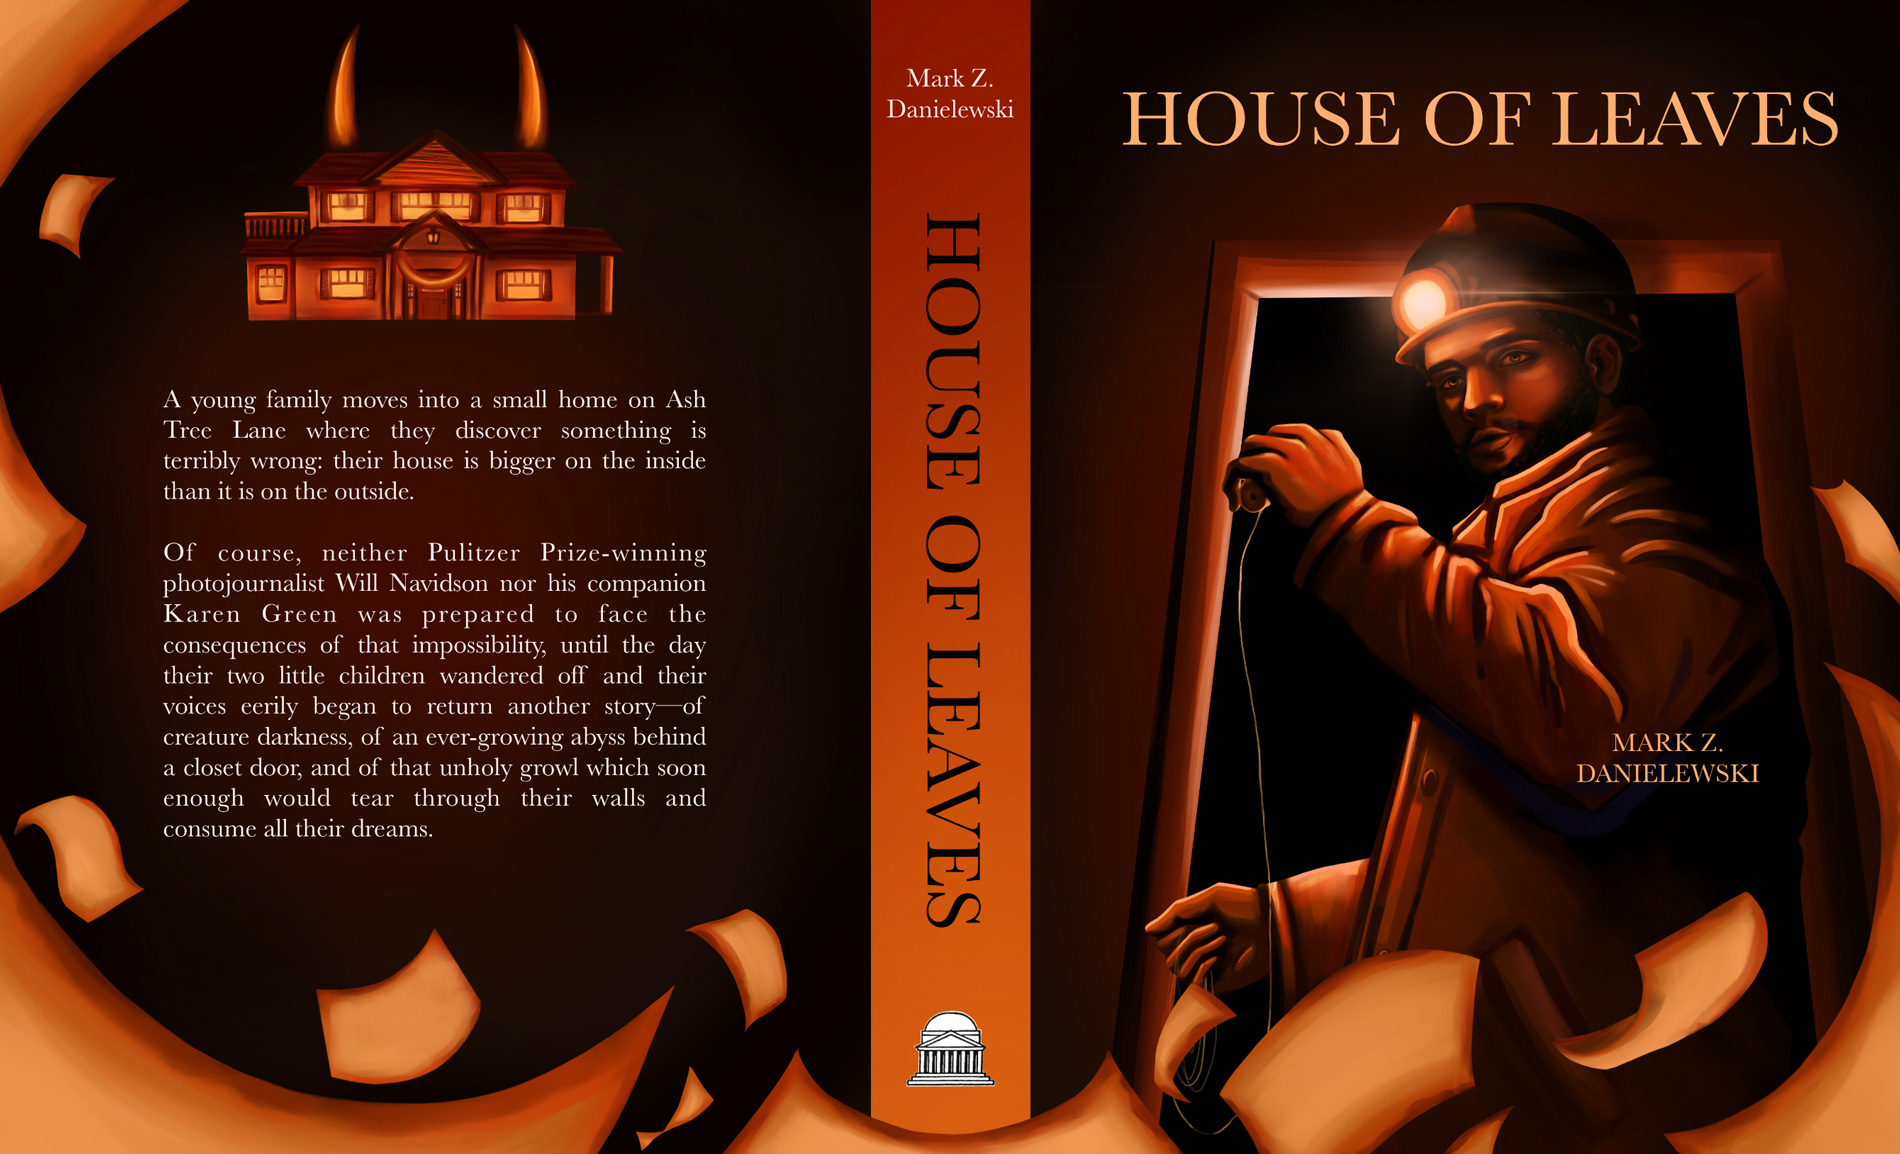 A young family moves into a small home on Ash
Tree Lane where they discover something is
terribly wrong: their house is bigger on the inside
than it is on the outside.
Of course, neither Pulitzer Prize-winning
photojournalist Will Navidson nor his companion
Karen Green was prepared to face the
consequences of that impossibility, until the day
their two little children wandered off and their
voices eerily began to return another story—of
creature darkness, of an ever-growing abyss behind
a closet door, and of that unholy growl which soon
enough would tear through their walls and
consume all their dreams.
Mark Z.
Danielewski
HOUSE OF LEAVES
HOUSE OF LEAVES
MARK Z.
DANIELEWSKI